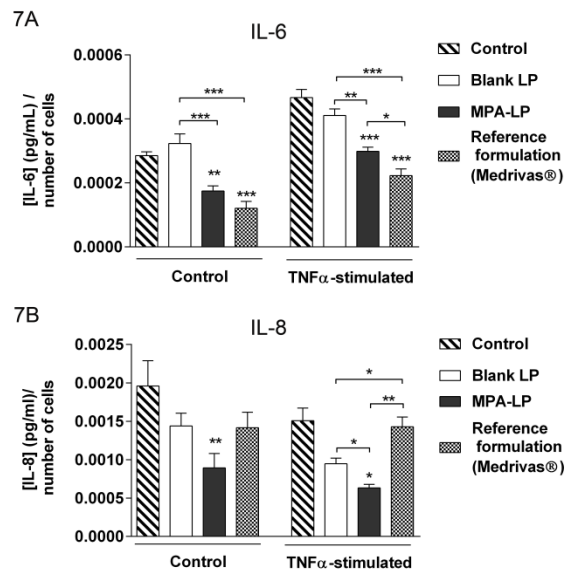 7A
IL-6
[IL-6] (pg/mL) /
number of cells
0.0006
0.0004
0.0002
0.0000
***
***
**
***
***
**
*
***
***
Control
TNFα-stimulated
Control
Blank LP
MPA-LP
Reference
formulation
(Medrivas®)
7B
IL-8
[IL-8] (pg/ml)/
number of cells
0.0025
0.0020
0.0015
0.0010
0.0005
0.0000
**
*
**
*
*
Control
TNFα-stimulated
Control
Blank LP
MPA-LP
Reference
formulation
(Medrivas®)